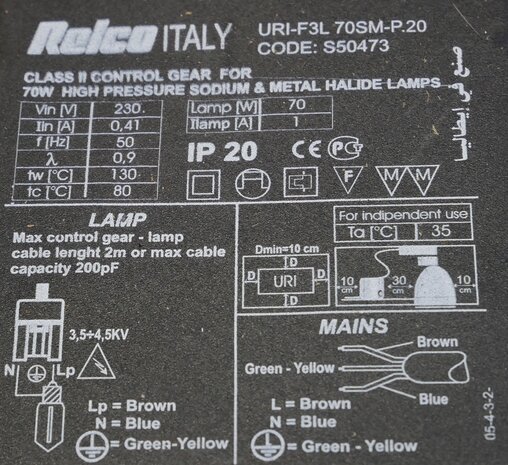 Relco ITALY
URI-F3L 70SM-P.20
CODE: S50473
صنع في إيطاليا
CLASS II CONTROL GEAR FOR
70W HIGH PRESSURE SODIUM & METAL HALIDE LAMPS
Vin [V] 230
Iin [A] 0,41
f [Hz] 50
λ 0,9
tw [°C] 130
tc [°C] 80
Lamp [W] 70
Ilamp [A] 1
IP 20 CE PC
F M M
LAMP
Max control gear - lamp
cable lenght 2m or max cable
capacity 200pF
3,5÷4,5KV
N Lp
Lp = Brown
N = Blue
= Green-Yellow
For indipendent use
Ta [°C] 35
Dmin=10 cm
D
D URI D
D
10 cm 30 cm 10 cm
MAINS
Brown
Green - Yellow
Blue
L = Brown
N = Blue
= Green-Yellow
05-4-3-2-